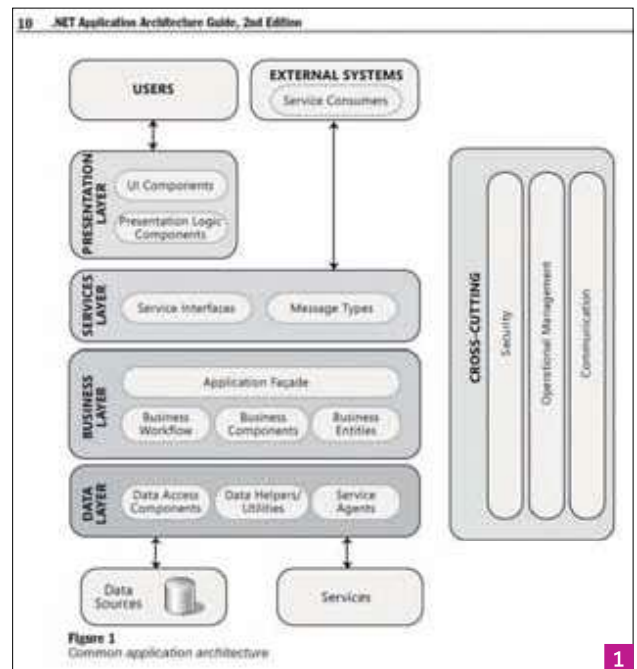 10 .NET Application Architecture Guide, 2nd Edition
USERS
EXTERNAL SYSTEMS
Service Consumers
PRESENTATION
LAYER
UI Components
Presentation Logic
Components
SERVICES
LAYER
Service Interfaces
Message Types
BUSINESS
LAYER
Application Façade
Business
Workflow
Business
Components
Business
Entities
DATA
LAYER
Data Access
Components
Data Helpers/
Utilities
Service
Agents
Data
Sources
Services
CROSS-CUTTING
Security
Operational Management
Communication
Figure 1
Common application architecture
1